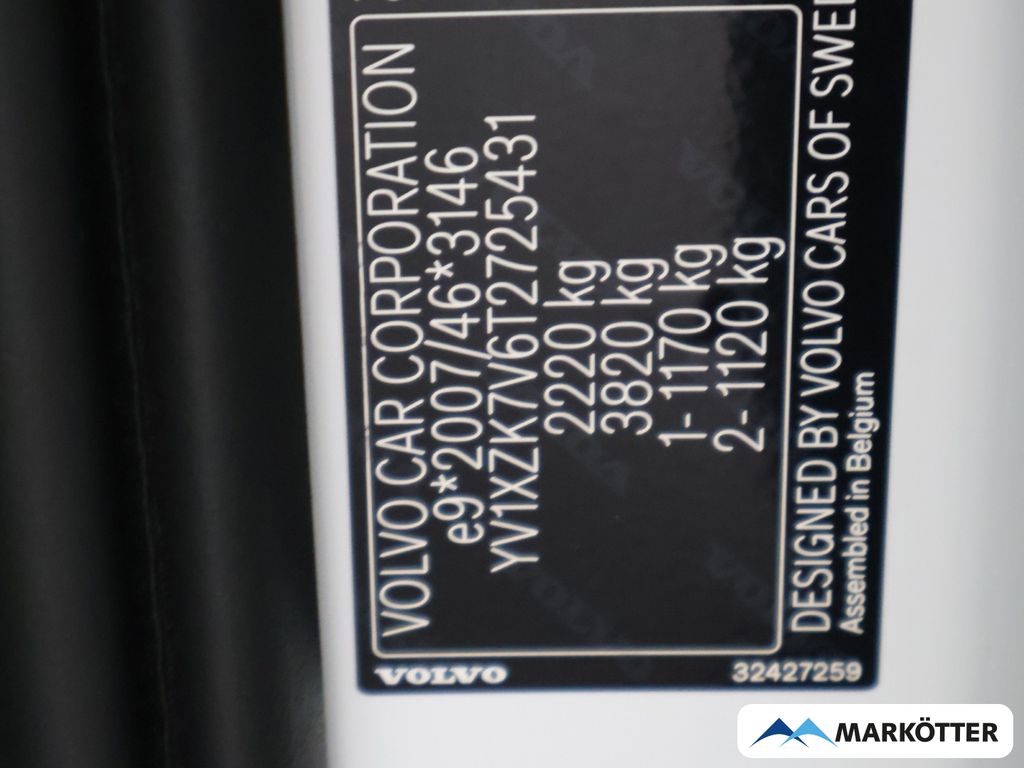 VOLVO CAR CORPORATION
e9*2007/46*3146
YV1XZK7V6T2725431
2220 kg
3820 kg
1- 1170 kg
2- 1120 kg
DESIGNED BY VOLVO CARS OF
Assembled in Belgium
VOLVO
32427259
MARKÖTTER